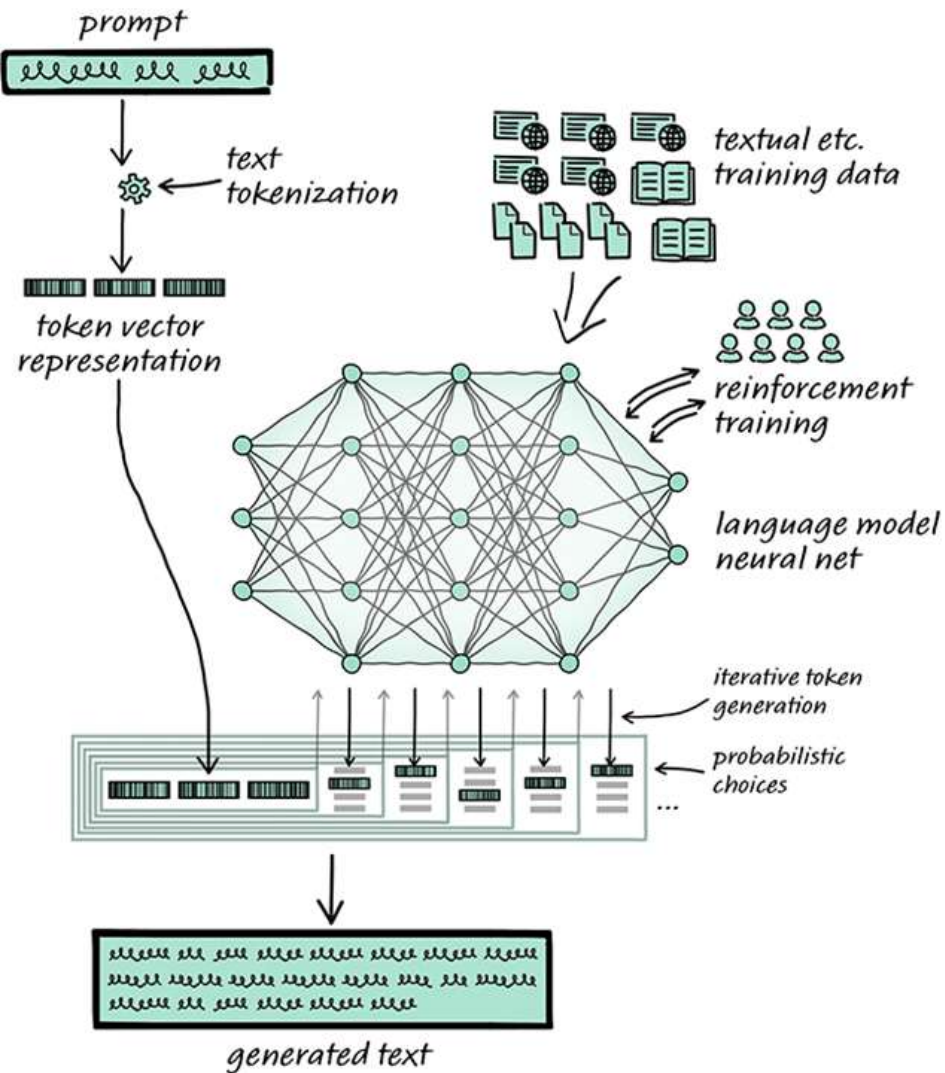 prompt
text
tokenization
token vector
representation
textual etc.
training data
reinforcement
training
language model
neural net
iterative token
generation
probabilistic
choices
...
generated text